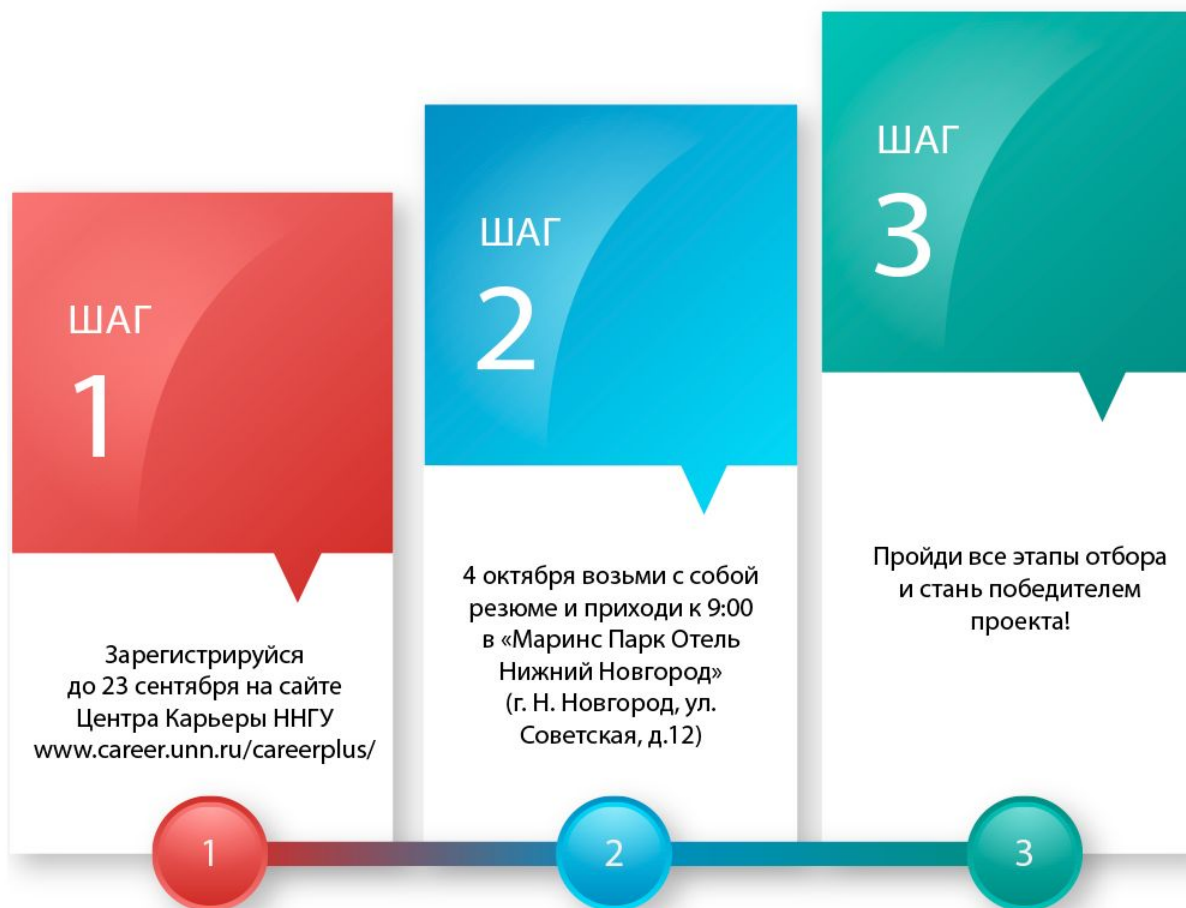 ШАГ
1
Зарегистрируйся
до 23 сентября на сайте
Центра Карьеры ННГУ
www.career.unn.ru/careerplus/
1
ШАГ
2
4 октября возьми с собой
резюме и приходи к 9:00
в «Маринс Парк Отель
Нижний Новгород»
(г. Н. Новгород, ул.
Советская, д.12)
2
ШАГ
3
Пройди все этапы отбора
и стань победителем
проекта!
3